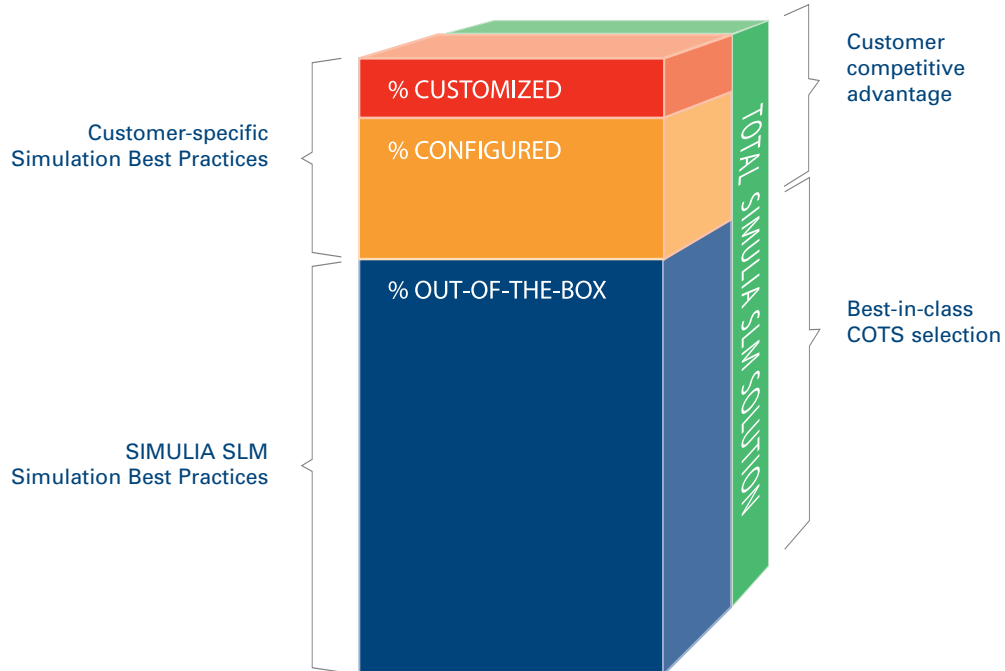 Customer
competitive
advantage
% CUSTOMIZED
Customer-specific
Simulation Best Practices
% CONFIGURED
TOTAL SIMULIA SLM SOLUTION
% OUT-OF-THE-BOX
Best-in-class
COTS selection
SIMULIA SLM
Simulation Best Practices